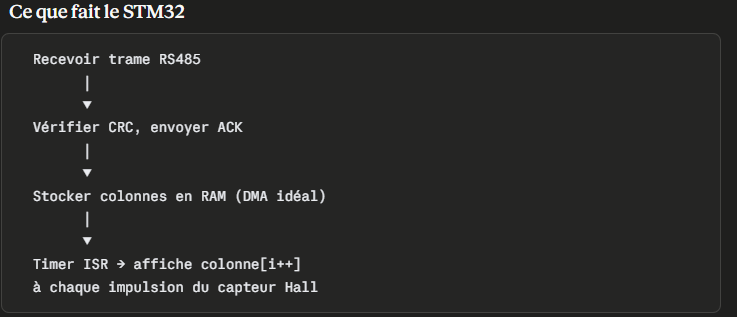 Ce que fait le STM32
Recevoir trame RS485
|
▼
Vérifier CRC, envoyer ACK
|
▼
Stocker colonnes en RAM (DMA idéal)
|
▼
Timer ISR → affiche colonne[i++]
à chaque impulsion du capteur Hall